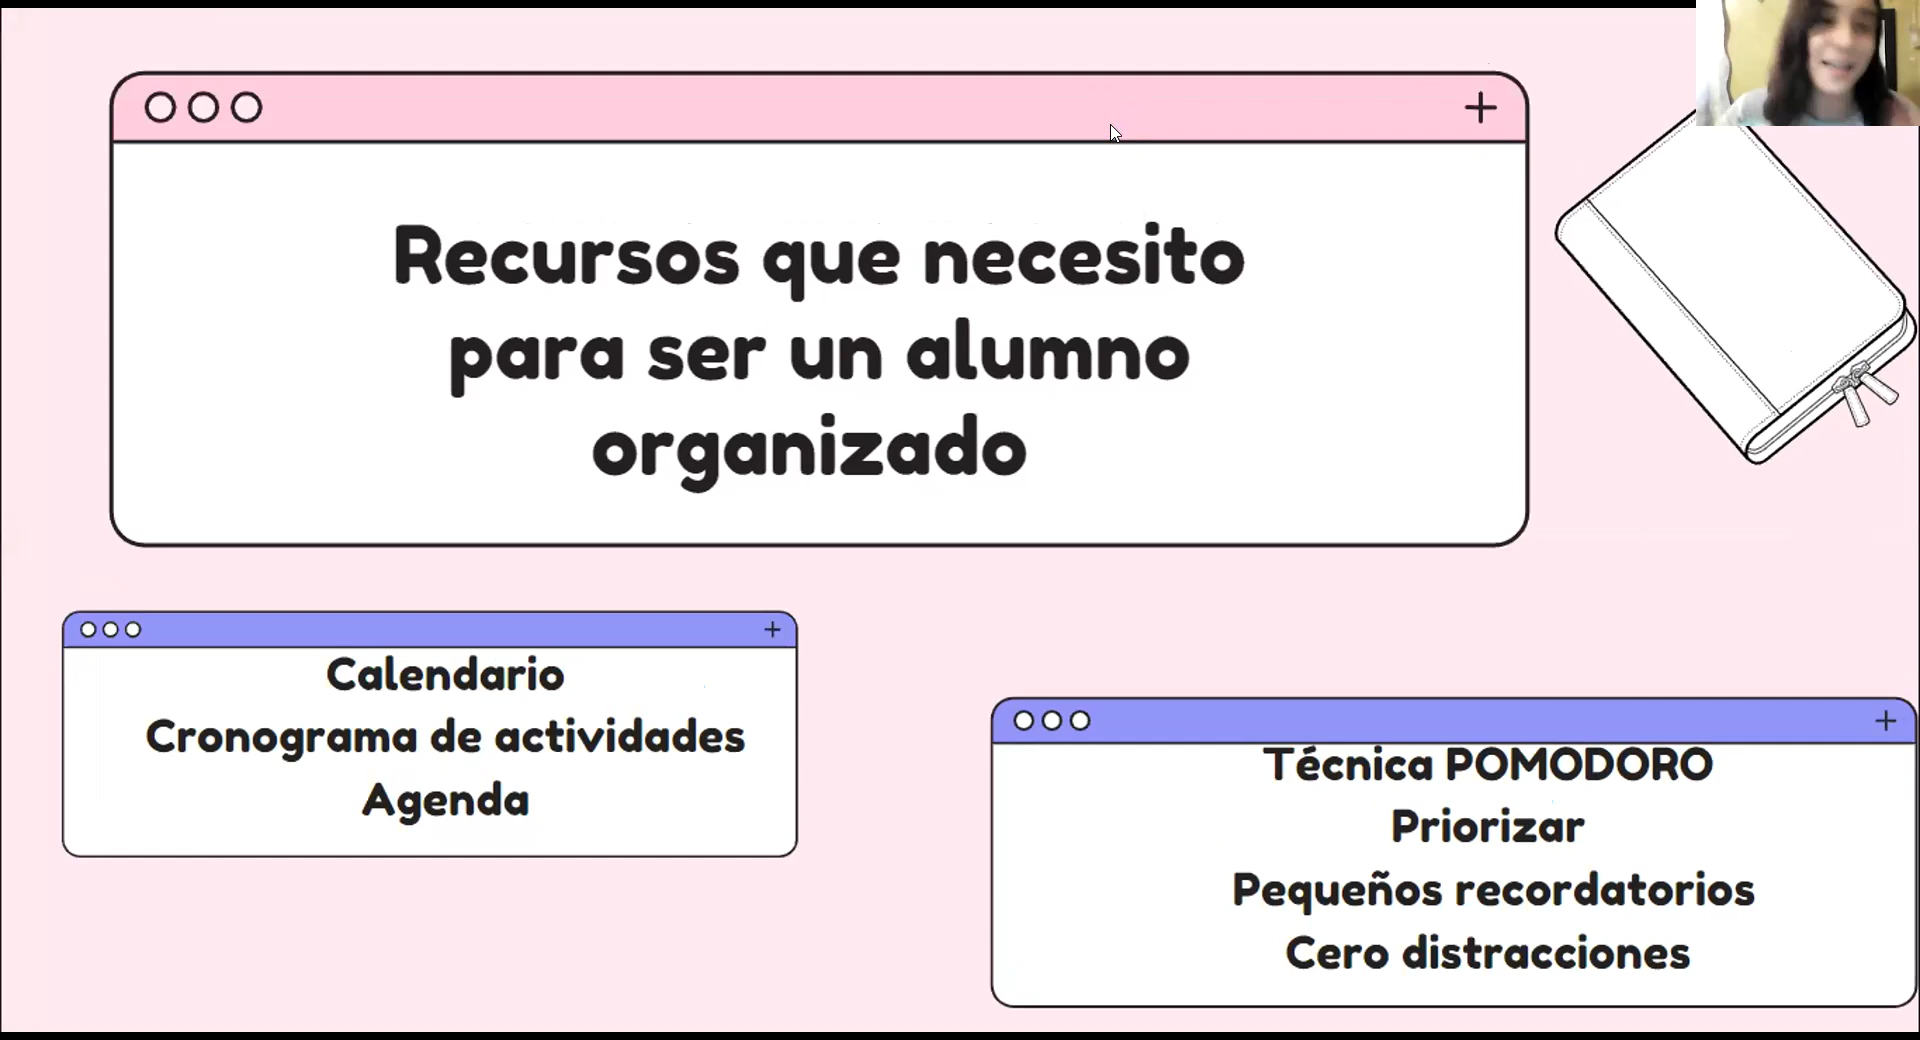 Recursos que necesito
para ser un alumno
organizado
Calendario
Cronograma de actividades
Agenda
Técnica POMODORO
Priorizar
Pequeños recordatorios
Cero distracciones